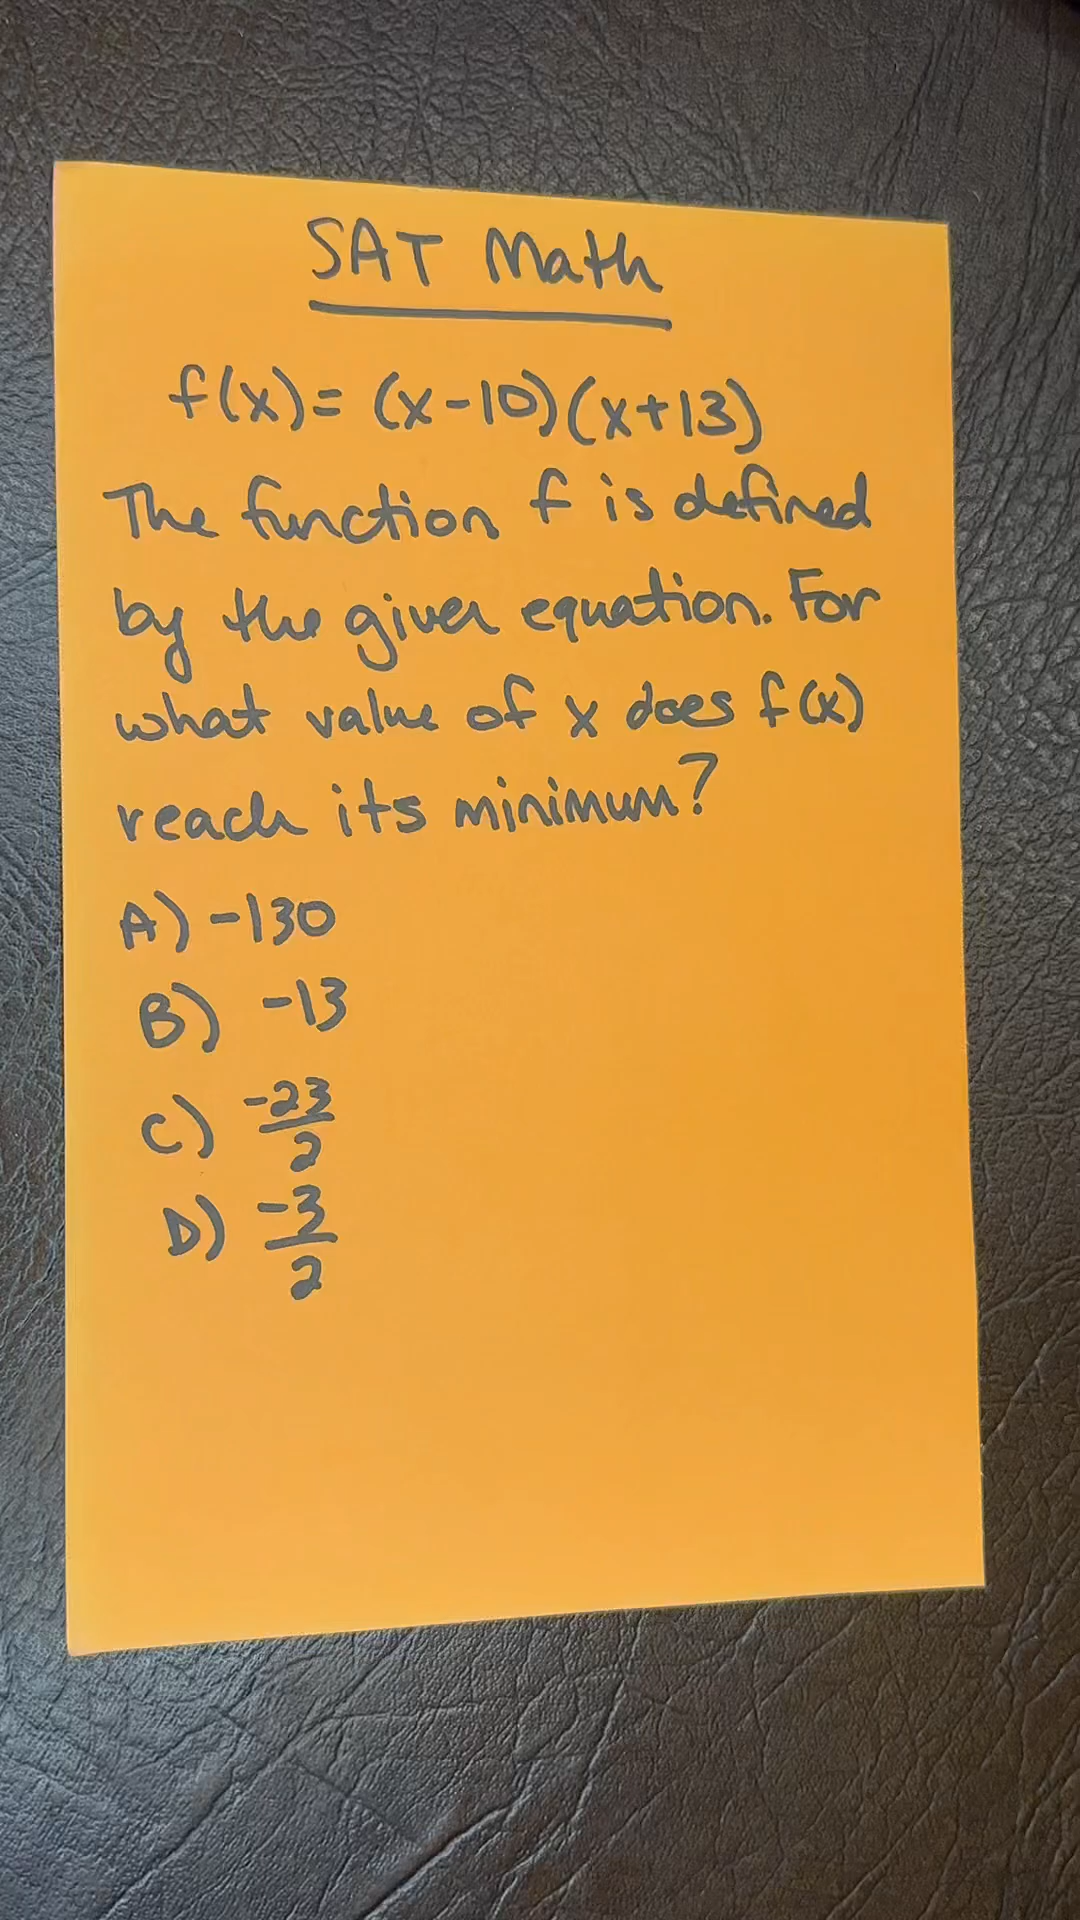 SAT Math
f(x)= (x-10)(x+13)
The function f is defined
by the given equation. For
what value of x does f(x)
reach its minimum?
A) -130
B) -13
C) -23/2
D) -3/2